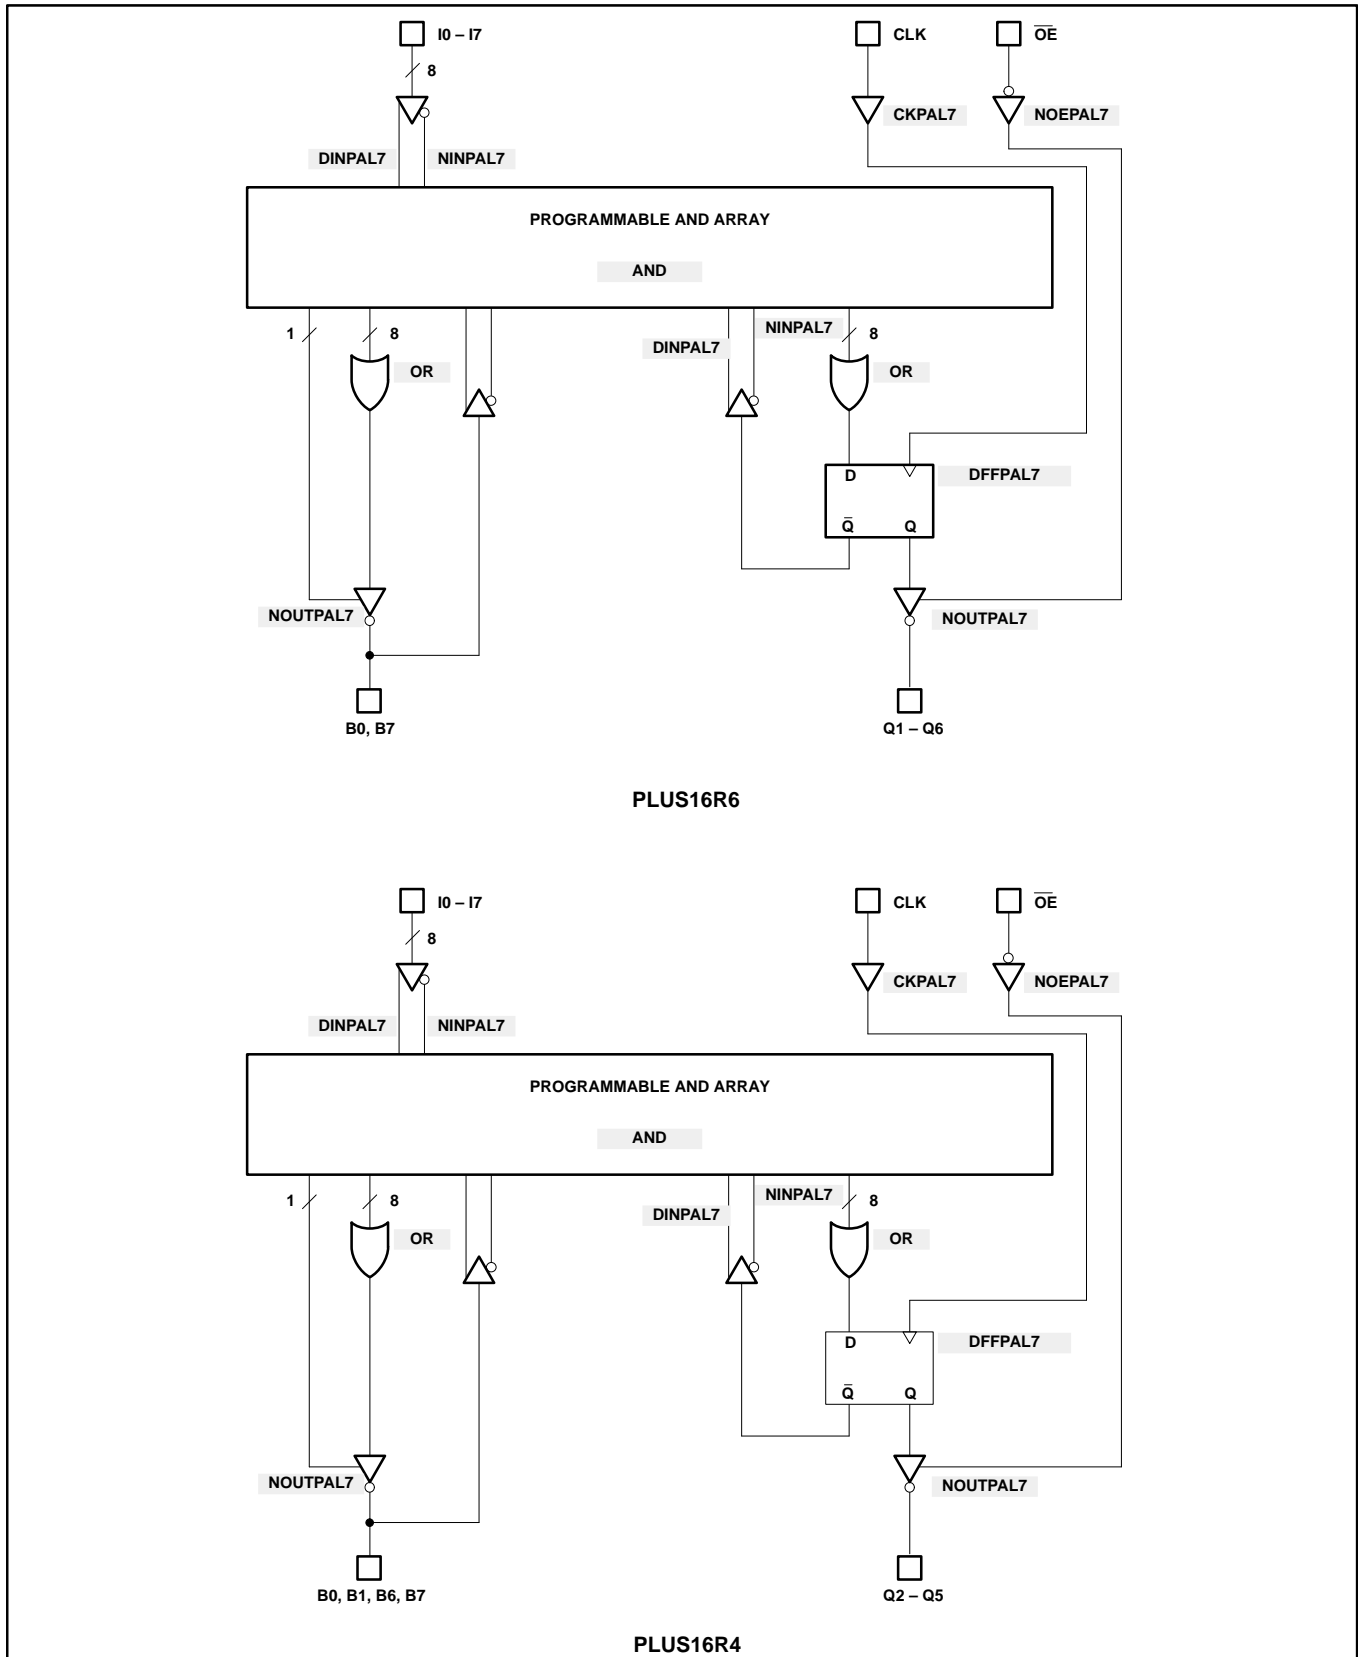 I0 – I7
CLK
O̅E̅
8
CKPAL7
NOEPAL7
DINPAL7
NINPAL7
PROGRAMMABLE AND ARRAY
AND
1
8
NINPAL7
8
DINPAL7
OR
OR
D
DFFPAL7
Q̅
Q
NOUTPAL7
NOUTPAL7
B0, B7
Q1 – Q6
PLUS16R6
I0 – I7
CLK
O̅E̅
8
CKPAL7
NOEPAL7
DINPAL7
NINPAL7
PROGRAMMABLE AND ARRAY
AND
1
8
NINPAL7
8
DINPAL7
OR
OR
D
DFFPAL7
Q̅
Q
NOUTPAL7
NOUTPAL7
B0, B1, B6, B7
Q2 – Q5
PLUS16R4